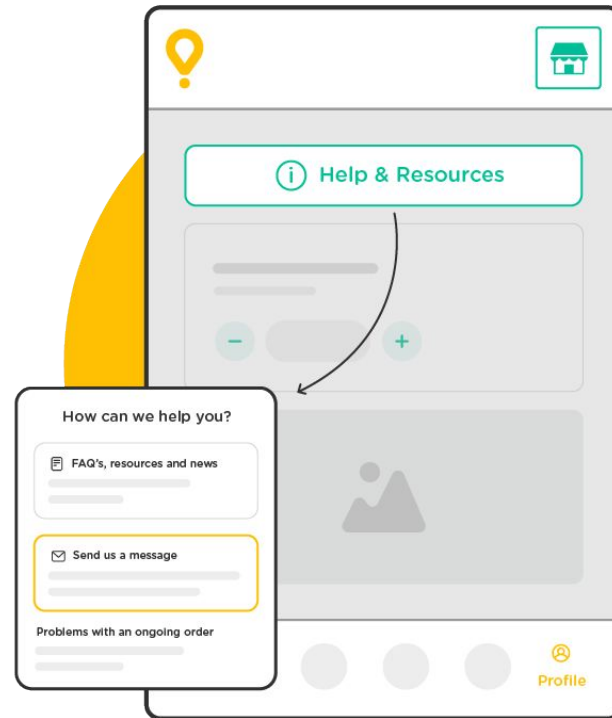 Help & Resources
How can we help you?
FAQ's, resources and news
Send us a message
Problems with an ongoing order
Profile